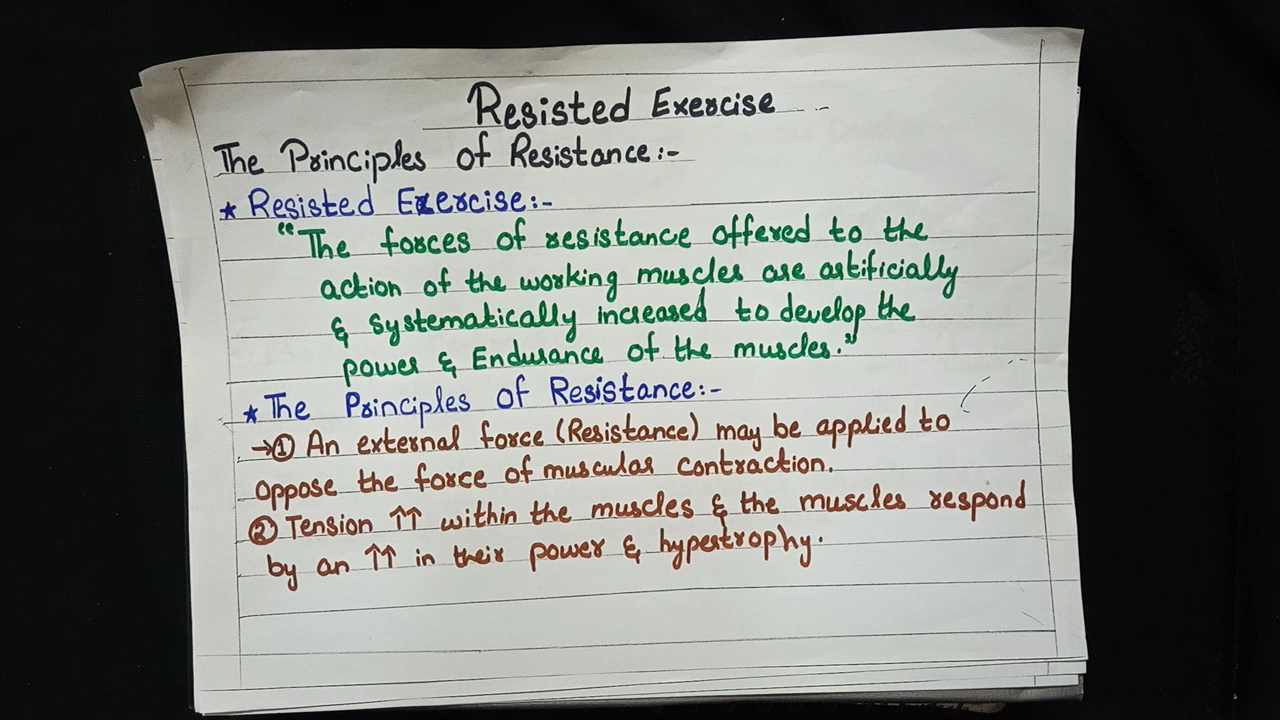 Resisted Exercise
The Principles of Resistance:-
* Resisted Exercise:-
"The forces of resistance offered to the
action of the working muscles are artificially
& Systematically increased to develop the
power & Endurance of the muscles."
* The Principles of Resistance:-
→① An external force (Resistance) may be applied to
oppose the force of muscular contraction.
② Tension ↑↑ within the muscles & the muscles respond
by an ↑↑ in their power & hypertrophy.